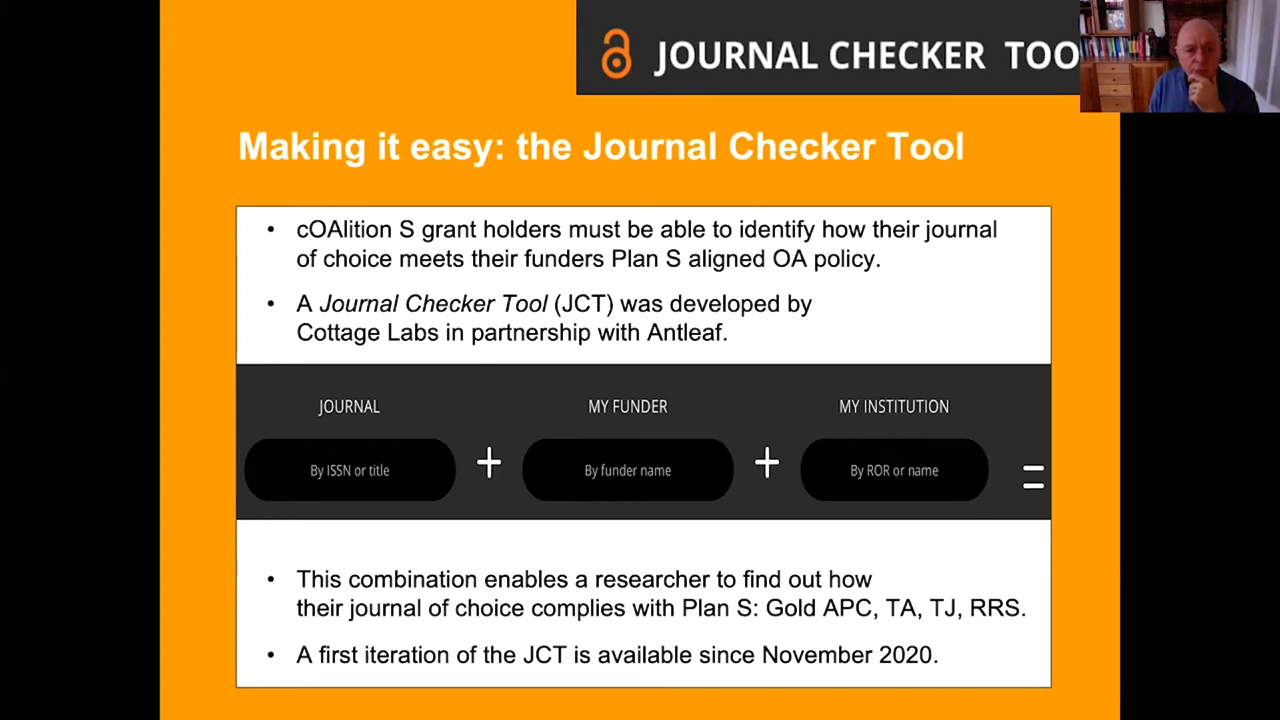 JOURNAL CHECKER TOO
Making it easy: the Journal Checker Tool
• cOAlition S grant holders must be able to identify how their journal
of choice meets their funders Plan S aligned OA policy.
• A Journal Checker Tool (JCT) was developed by
Cottage Labs in partnership with Antleaf.
JOURNAL MY FUNDER MY INSTITUTION
By ISSN or title + By funder name + By ROR or name =
• This combination enables a researcher to find out how
their journal of choice complies with Plan S: Gold APC, TA, TJ, RRS.
• A first iteration of the JCT is available since November 2020.